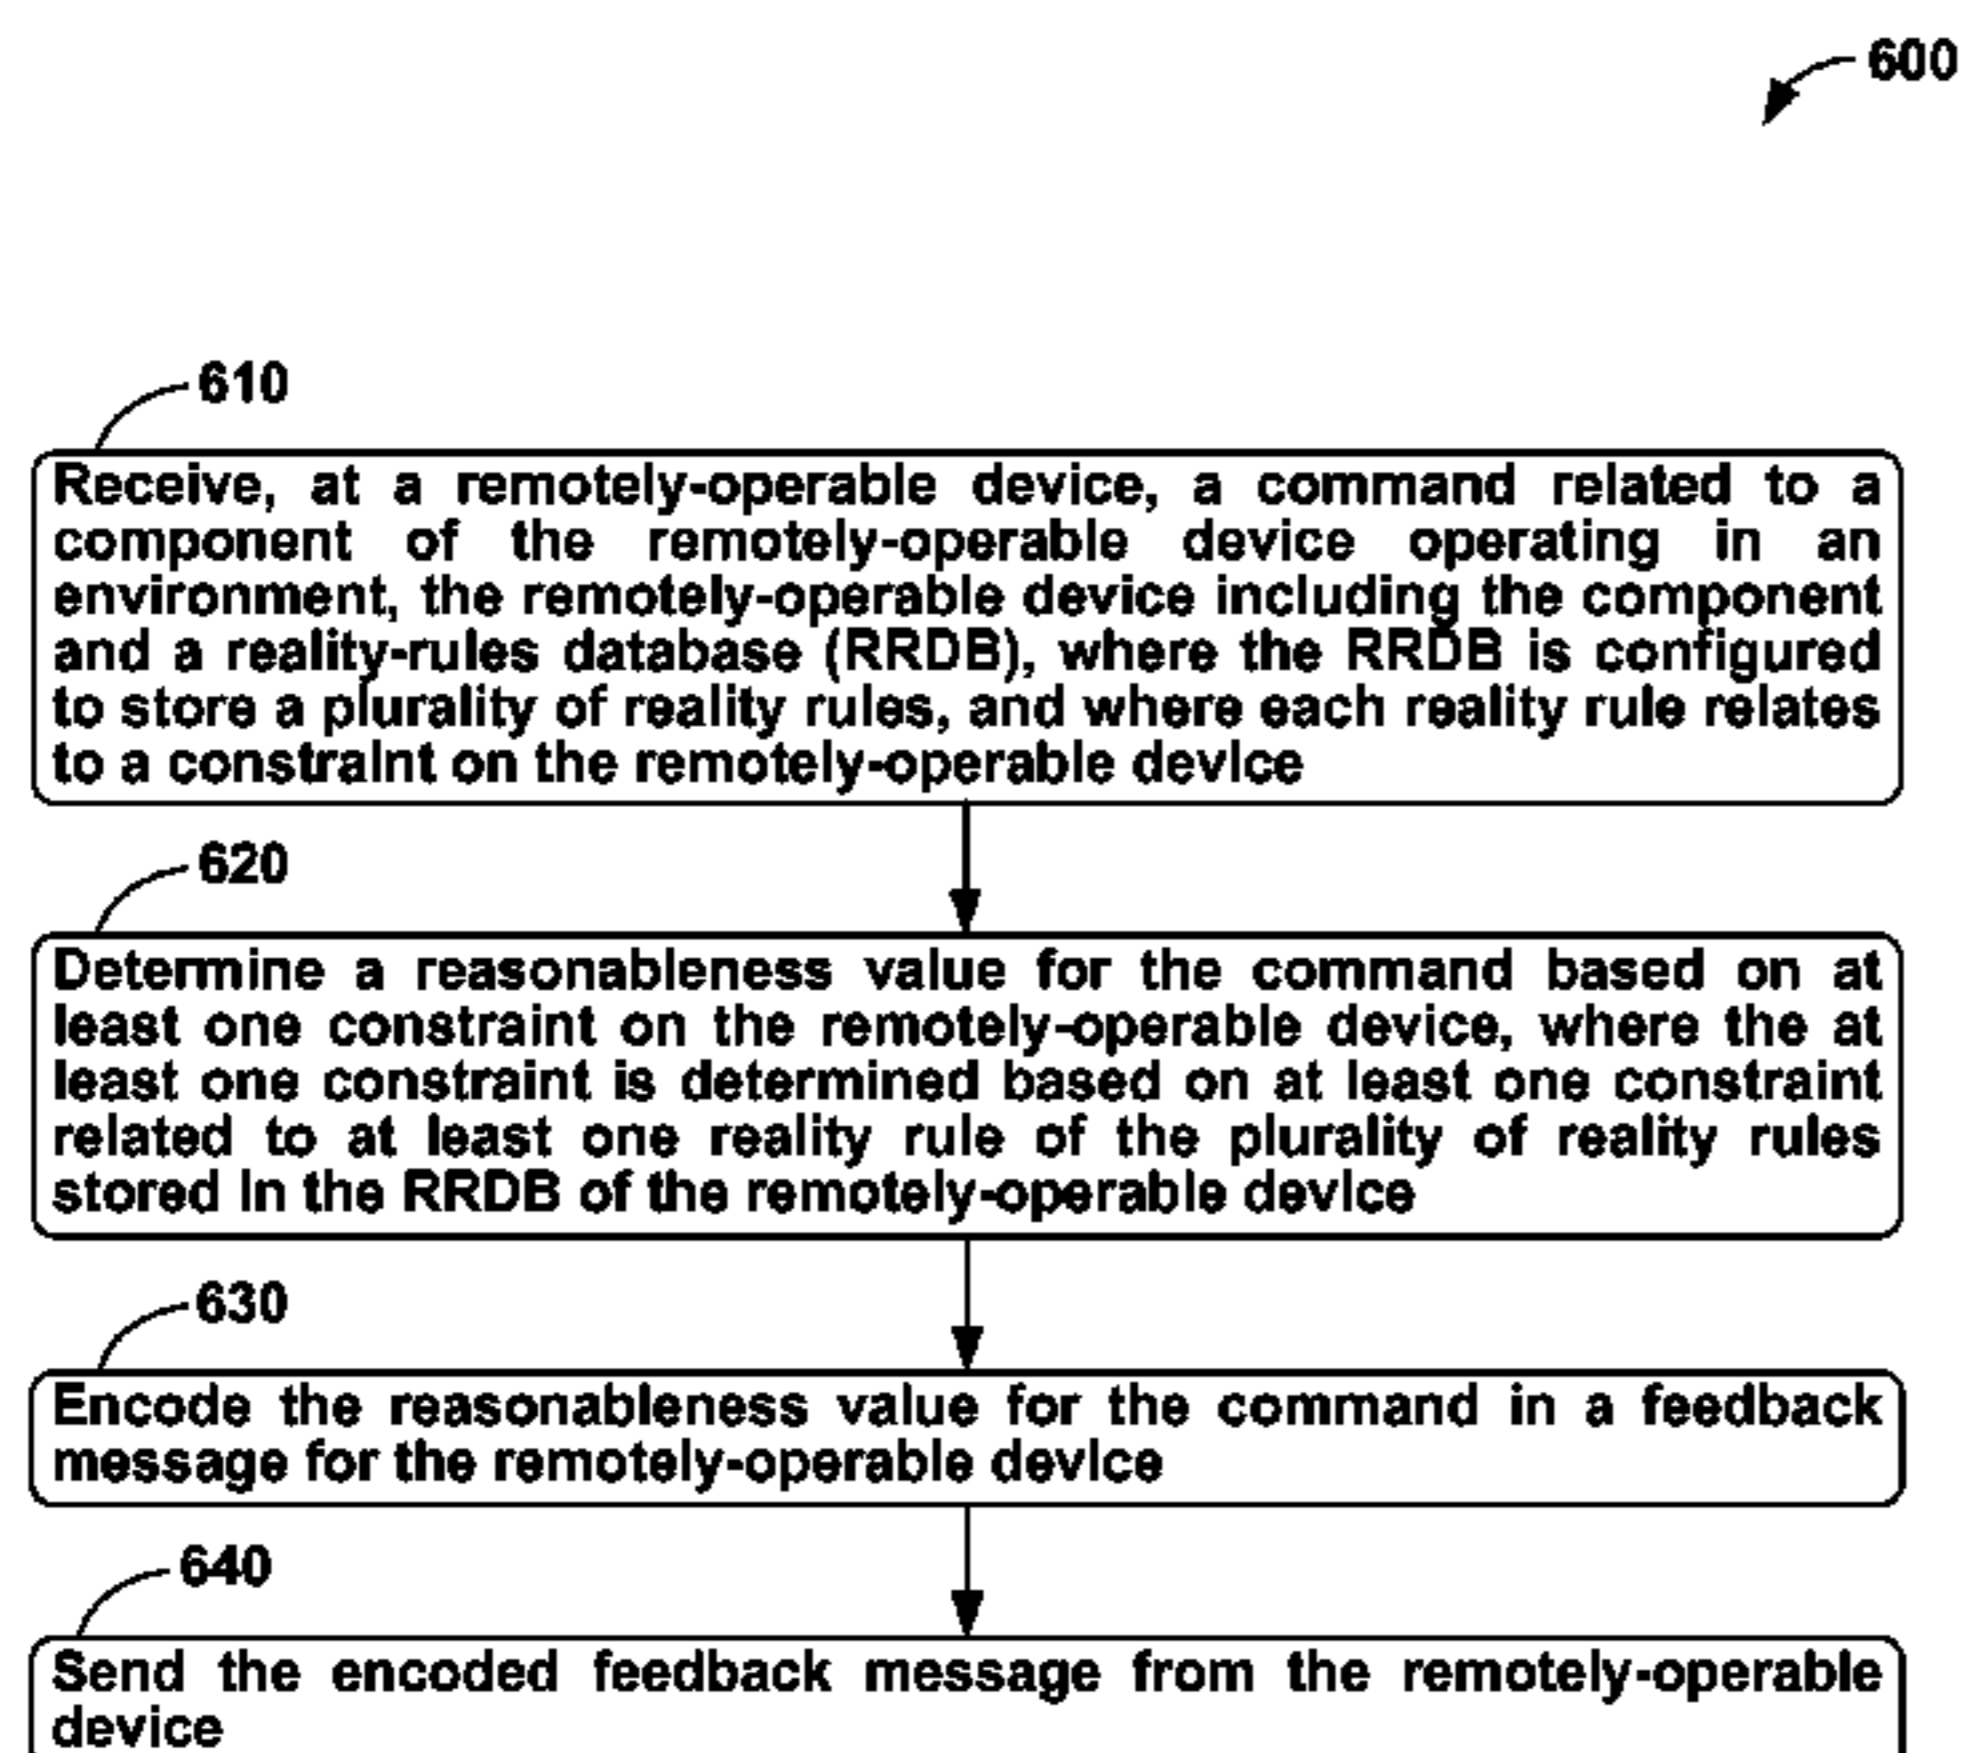 600
610
Receive, at a remotely-operable device, a command related to a
component of the remotely-operable device operating in an
environment, the remotely-operable device including the component
and a reality-rules database (RRDB), where the RRDB is configured
to store a plurality of reality rules, and where each reality rule relates
to a constraint on the remotely-operable device
620
Determine a reasonableness value for the command based on at
least one constraint on the remotely-operable device, where the at
least one constraint is determined based on at least one constraint
related to at least one reality rule of the plurality of reality rules
stored in the RRDB of the remotely-operable device
630
Encode the reasonableness value for the command in a feedback
message for the remotely-operable device
640
Send the encoded feedback message from the remotely-operable
device